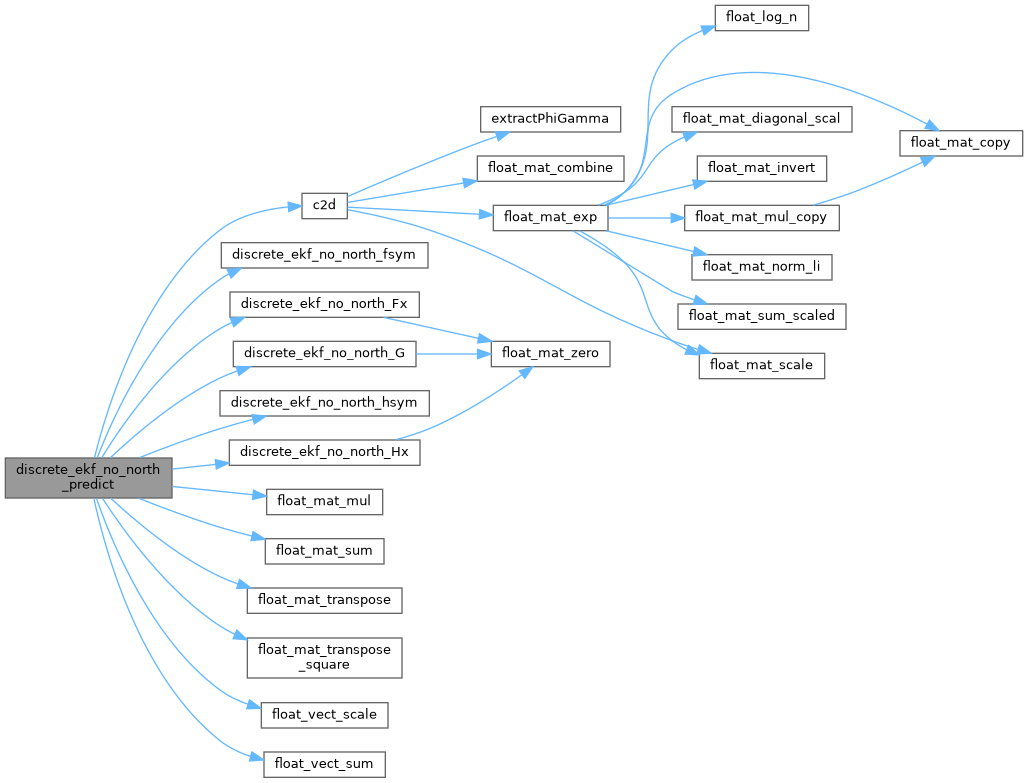 float_log_n
extractPhiGamma
float_mat_diagonal_scal
float_mat_copy
float_mat_combine
float_mat_invert
c2d
float_mat_exp
float_mat_mul_copy
discrete_ekf_no_north_fsym
float_mat_norm_li
discrete_ekf_no_north_Fx
float_mat_sum_scaled
discrete_ekf_no_north_G
float_mat_zero
float_mat_scale
discrete_ekf_no_north_hsym
discrete_ekf_no_north_Hx
discrete_ekf_no_north
_predict
float_mat_mul
float_mat_sum
float_mat_transpose
float_mat_transpose
_square
float_vect_scale
float_vect_sum